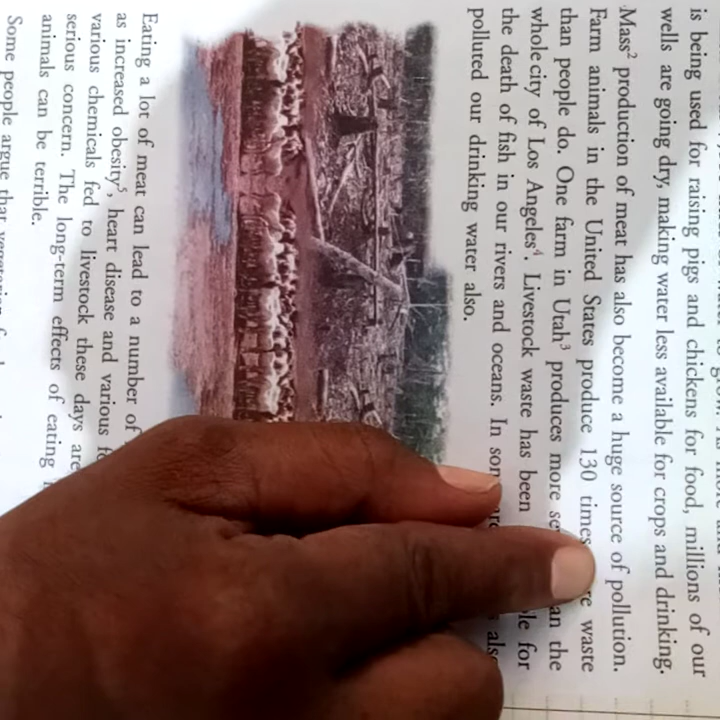 is being used for raising pigs and chickens for food, millions of our
wells are going dry, making water less available for crops and drinking.
Mass² production of meat has also become a huge source of pollution.
Farm animals in the United States produce 130 times waste
than people do. One farm in Utah³ produces more the
whole city of Los Angeles⁴. Livestock waste has been for
the death of fish in our rivers and oceans. In
polluted our drinking water also.
Eating a lot of meat can lead to a number of
as increased obesity⁵, heart disease and various
various chemicals fed to livestock these days are
serious concern. The long-term effects of eating
animals can be terrible.
Some people argue that